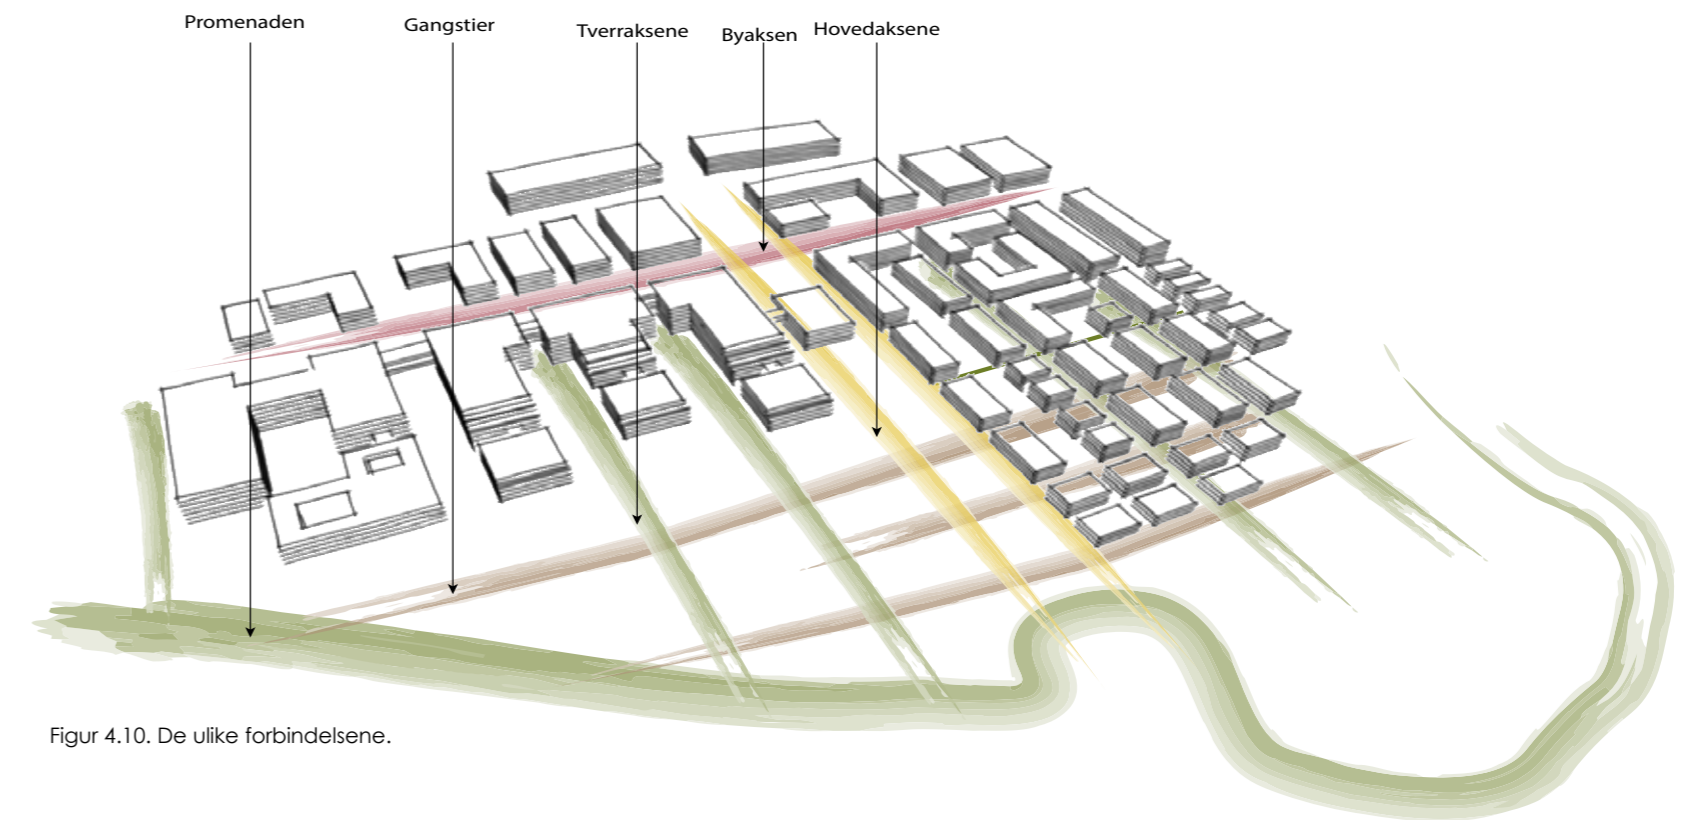 Promenaden
Gangstier
Tverraksene
Byaksen
Hovedaksene
Figur 4.10. De ulike forbindelsene.